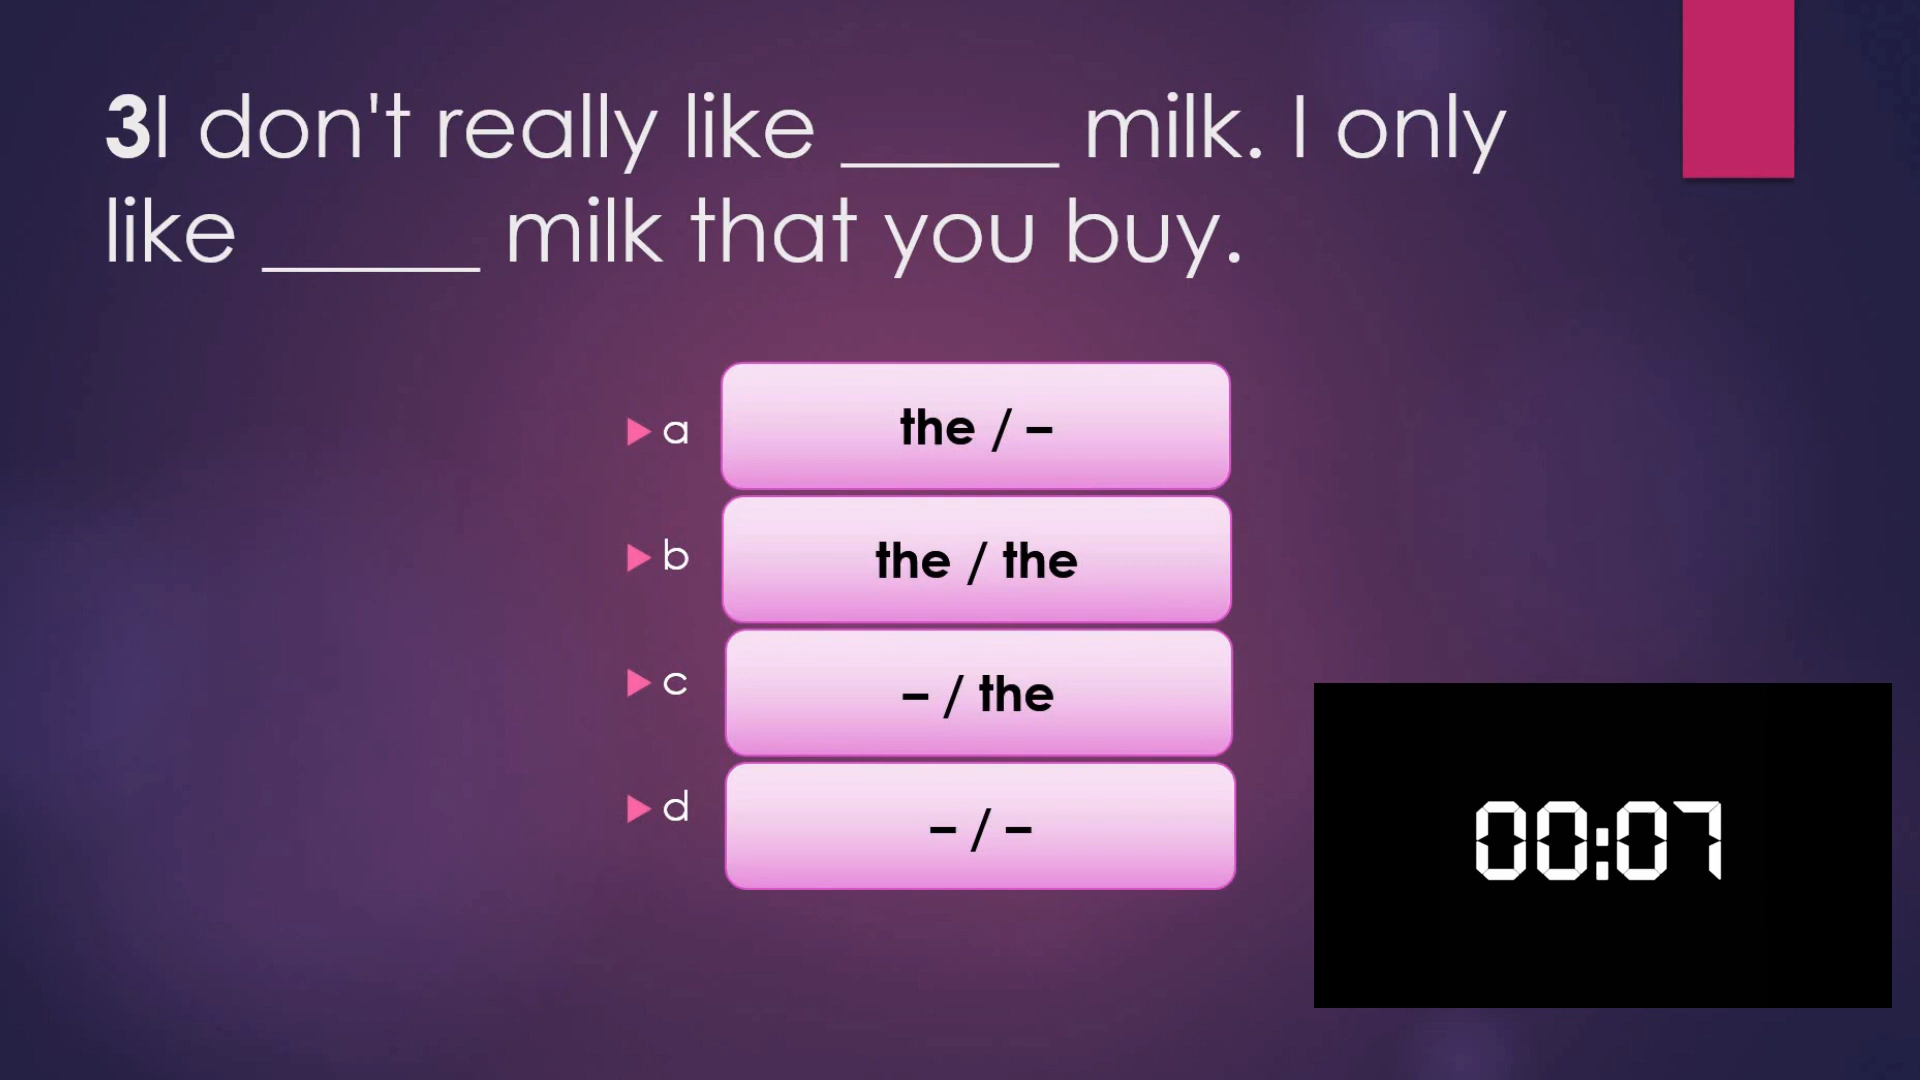 3I don't really like _____ milk. I only
like _____ milk that you buy.
a
the / –
b
the / the
c
– / the
d
– / –
00:07